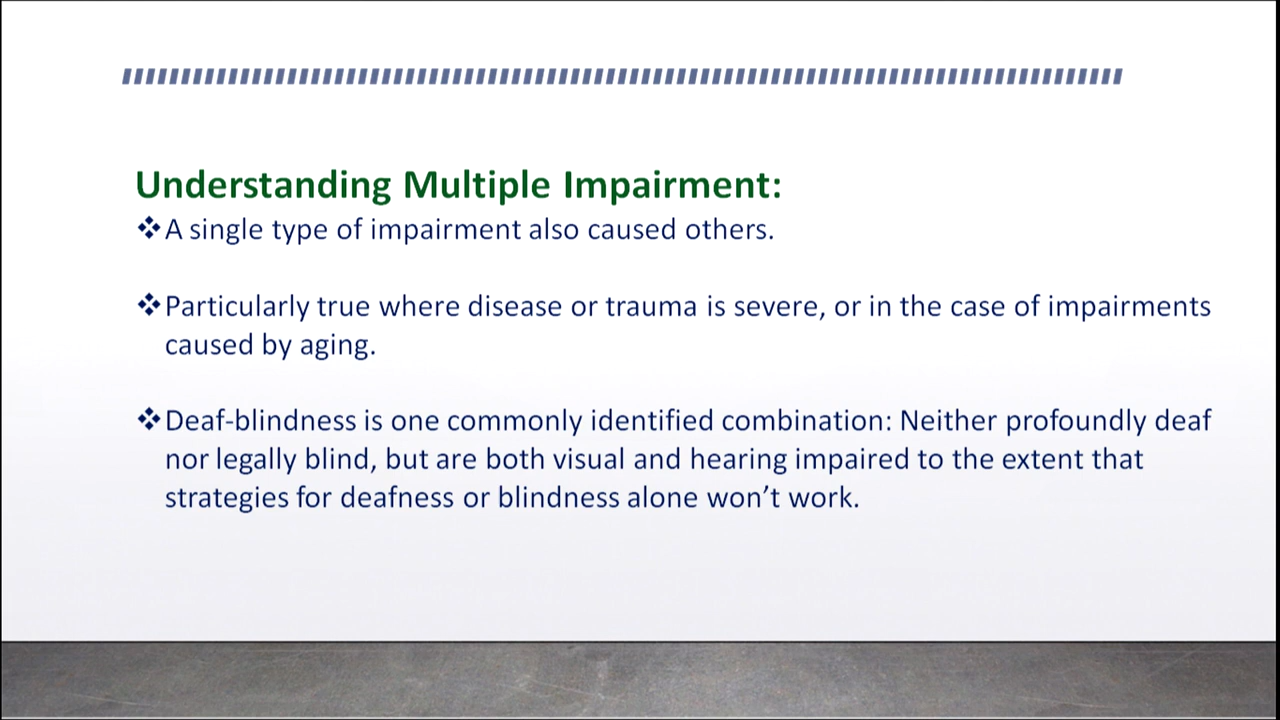 Understanding Multiple Impairment:
❖A single type of impairment also caused others.
❖Particularly true where disease or trauma is severe, or in the case of impairments
caused by aging.
❖Deaf-blindness is one commonly identified combination: Neither profoundly deaf
nor legally blind, but are both visual and hearing impaired to the extent that
strategies for deafness or blindness alone won’t work.